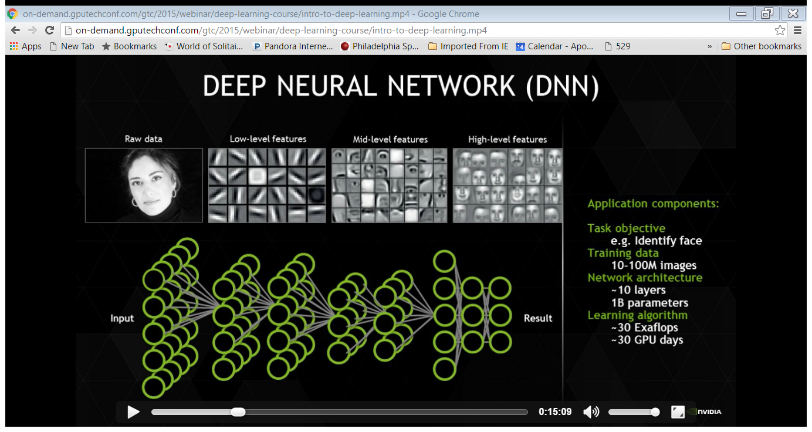 on-demand.gputechconf.com/gtc/2015/webinar/deep-learning-course/intro-to-deep-learning.mp4 - Google Chrome
on-demand.gputechconf.com/gtc/2015/webinar/deep-learning-course/intro-to-deep-learning.mp4
Apps New Tab Bookmarks World of Solitai... Pandora Interne... Philadelphia Sp... Imported From IE Calendar - Apo... 529 » Other bookmarks
DEEP NEURAL NETWORK (DNN)
Raw data Low-level features Mid-level features High-level features
Application components:
Task objective
e.g. Identify face
Training data
10-100M images
Network architecture
~10 layers
1B parameters
Learning algorithm
~30 Exaflops
~30 GPU days
Input Result
0:15:09 NVIDIA